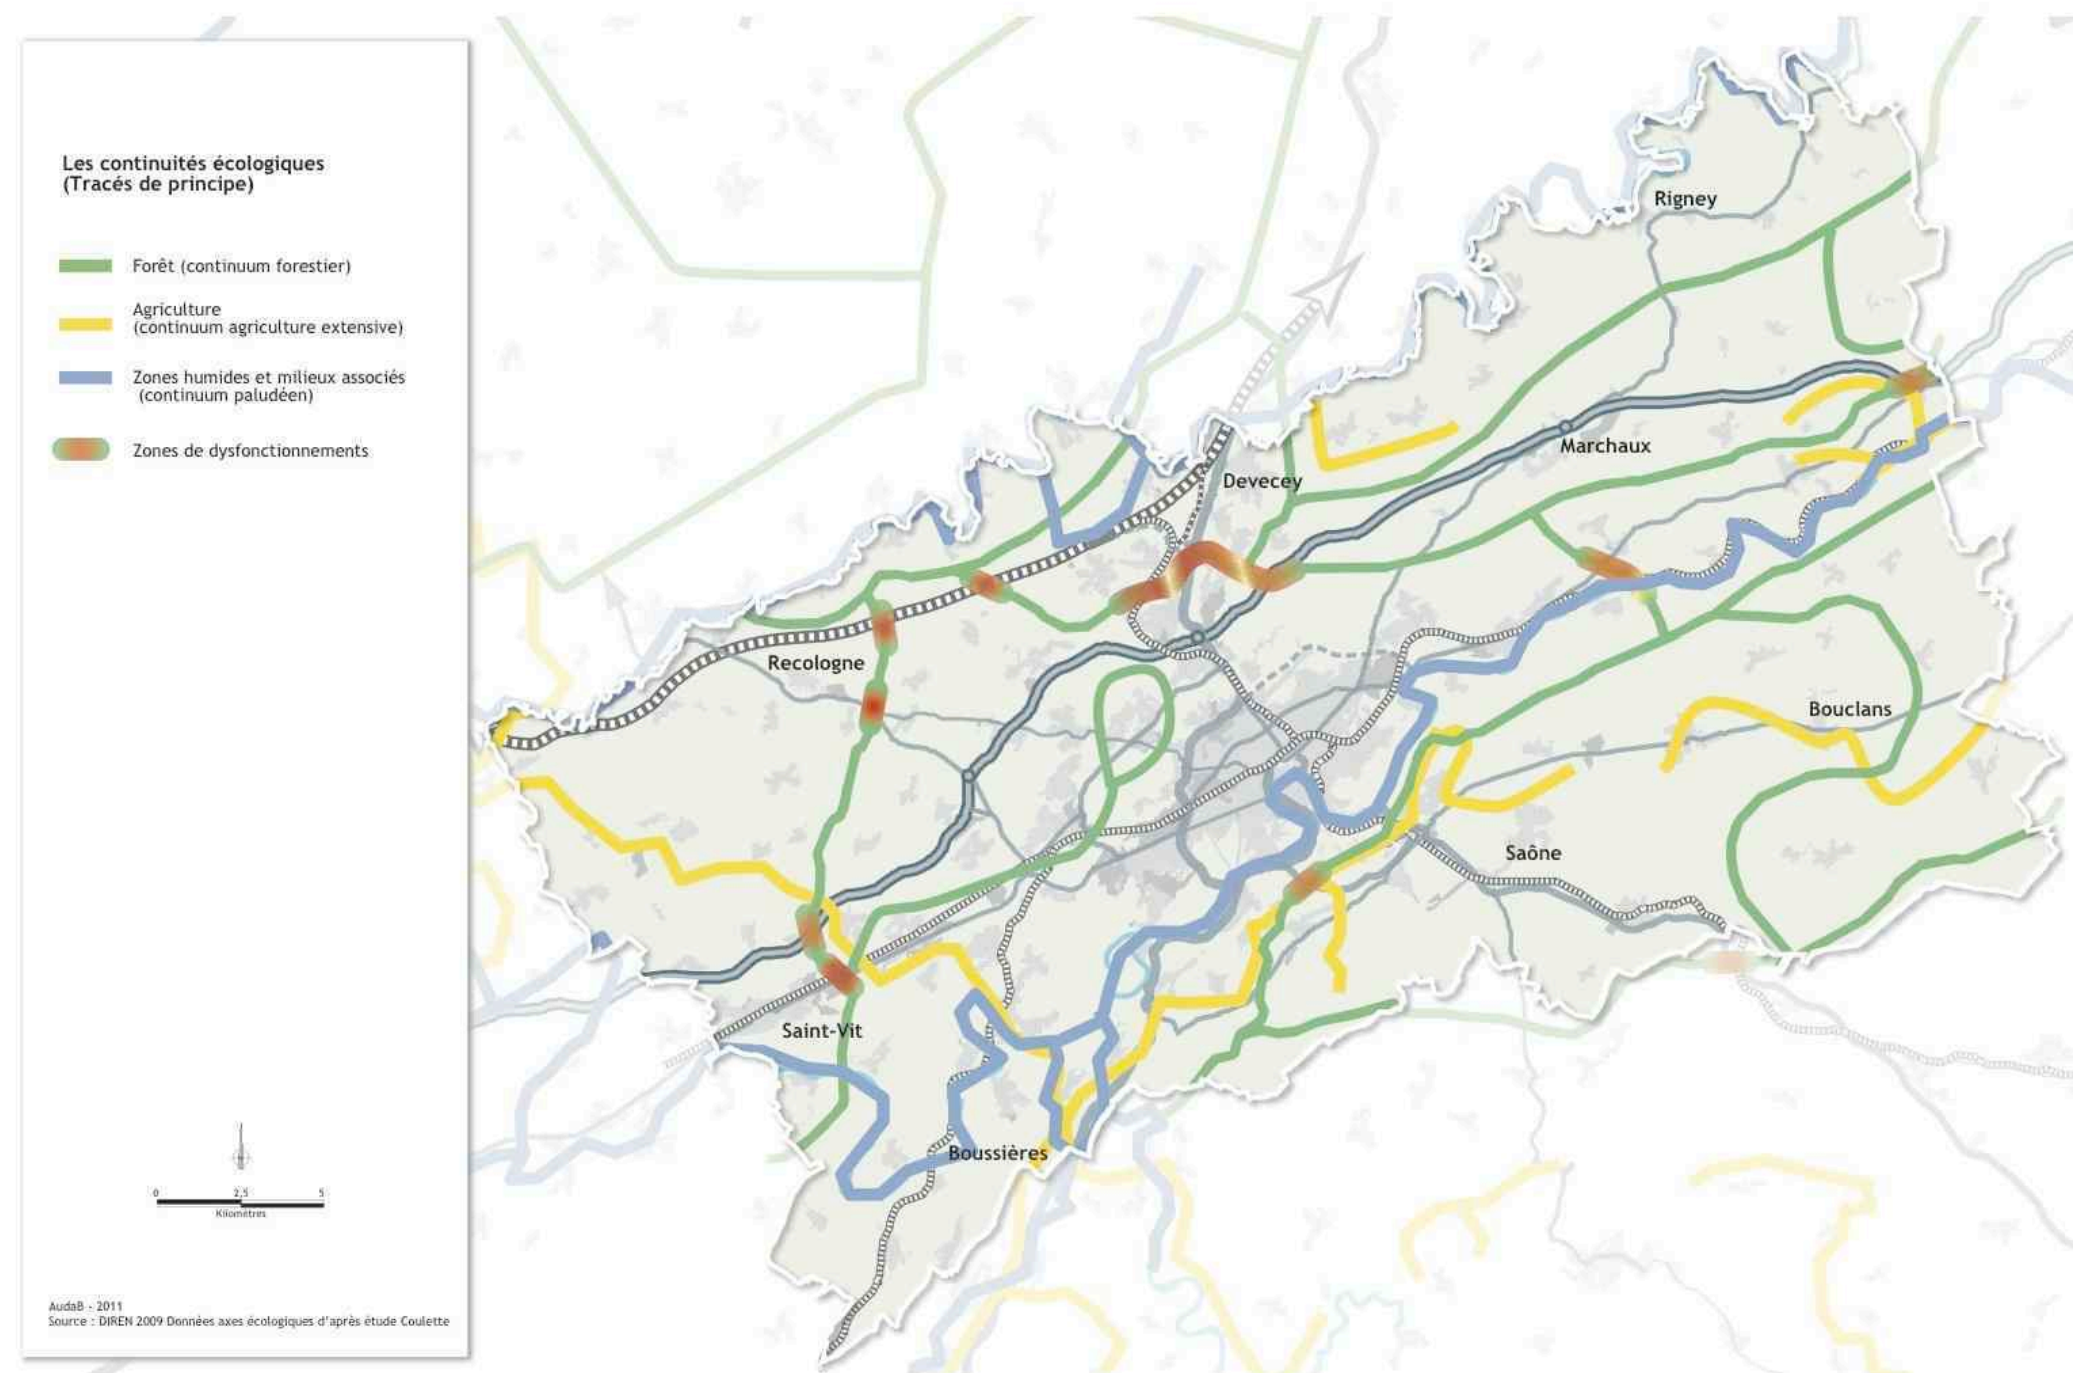 Les continuités écologiques
(Tracés de principe)
Forêt (continuum forestier)
Agriculture
(continuum agriculture extensive)
Zones humides et milieux associés
(continuum paludéen)
Zones de dysfonctionnements
0 2,5 5
Kilomètres
AudaB - 2011
Source : DIREN 2009 Données axes écologiques d'après étude Coulette
Rigney
Marchaux
Devecey
Recologne
Bouclans
Saône
Saint-Vit
Boussières